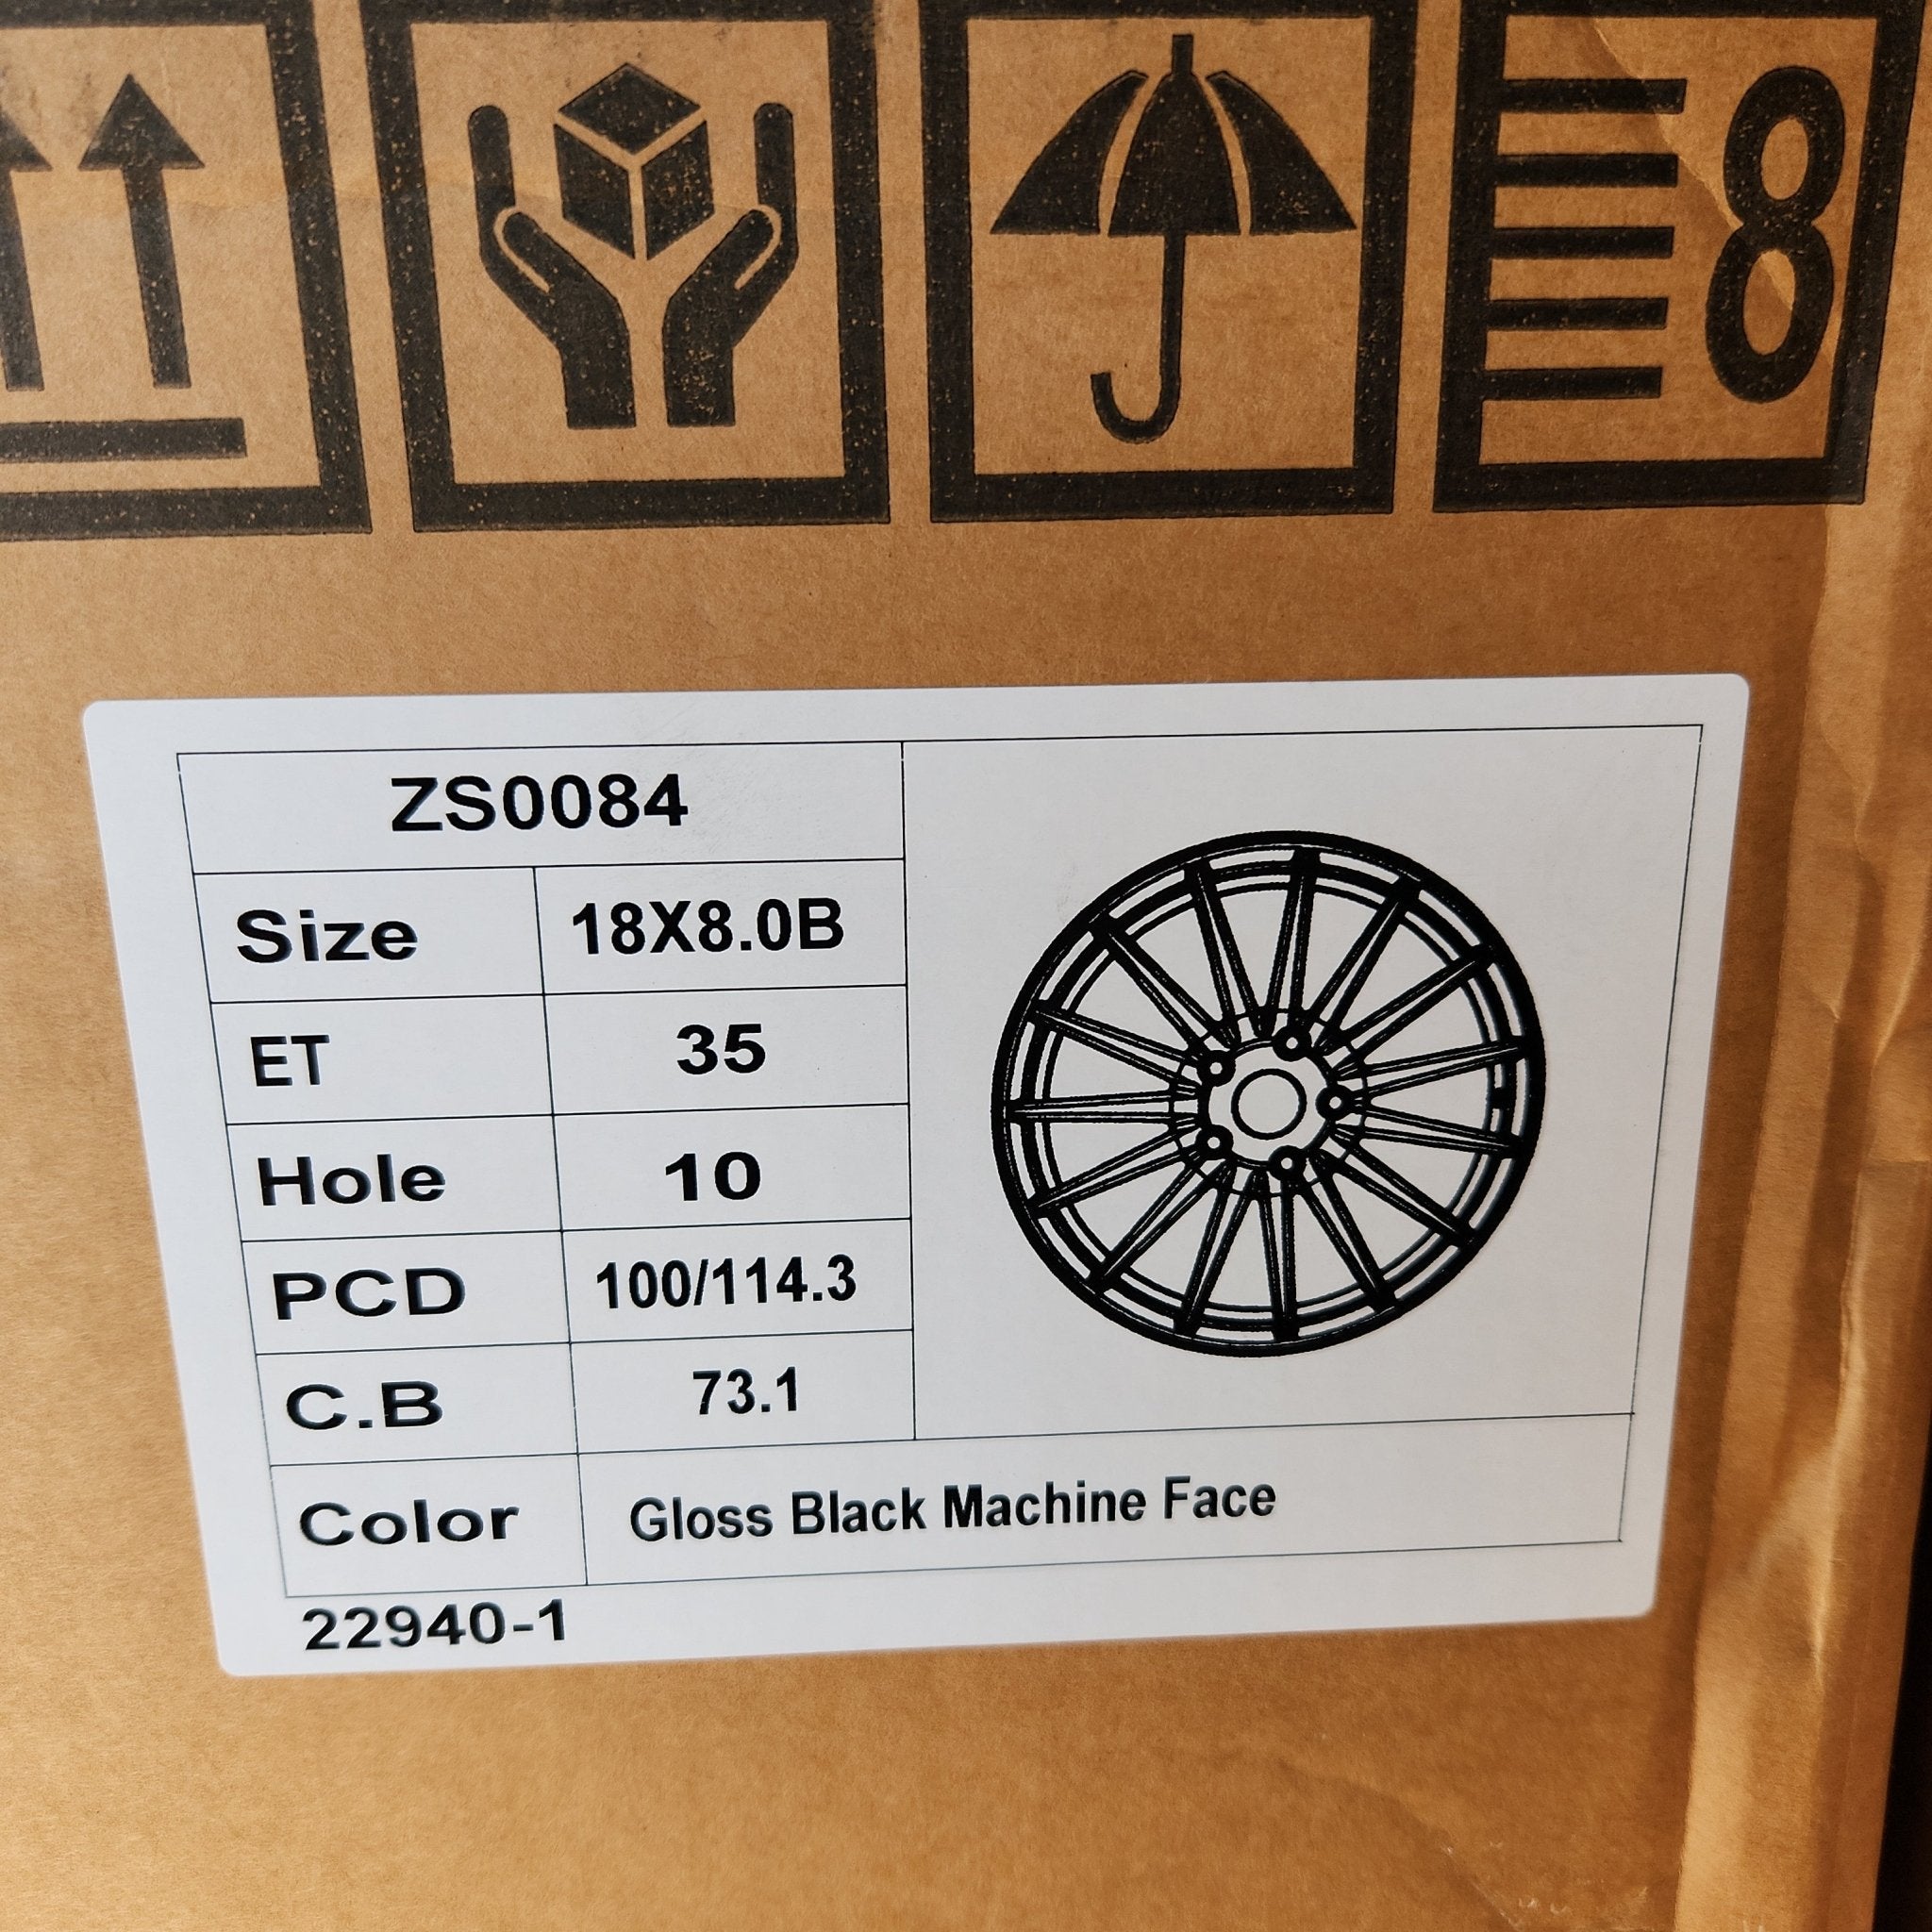 8
ZS0084
Size 18X8.0B
ET 35
Hole 10
PCD 100/114.3
C.B 73.1
Color Gloss Black Machine Face
22940-1